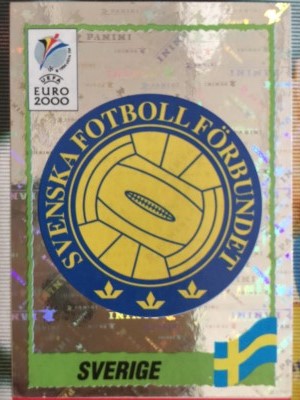 UEFA
EURO
2000
PANINI
SVENSKA FOTBOLL FÖRBUNDET
SVERIGE